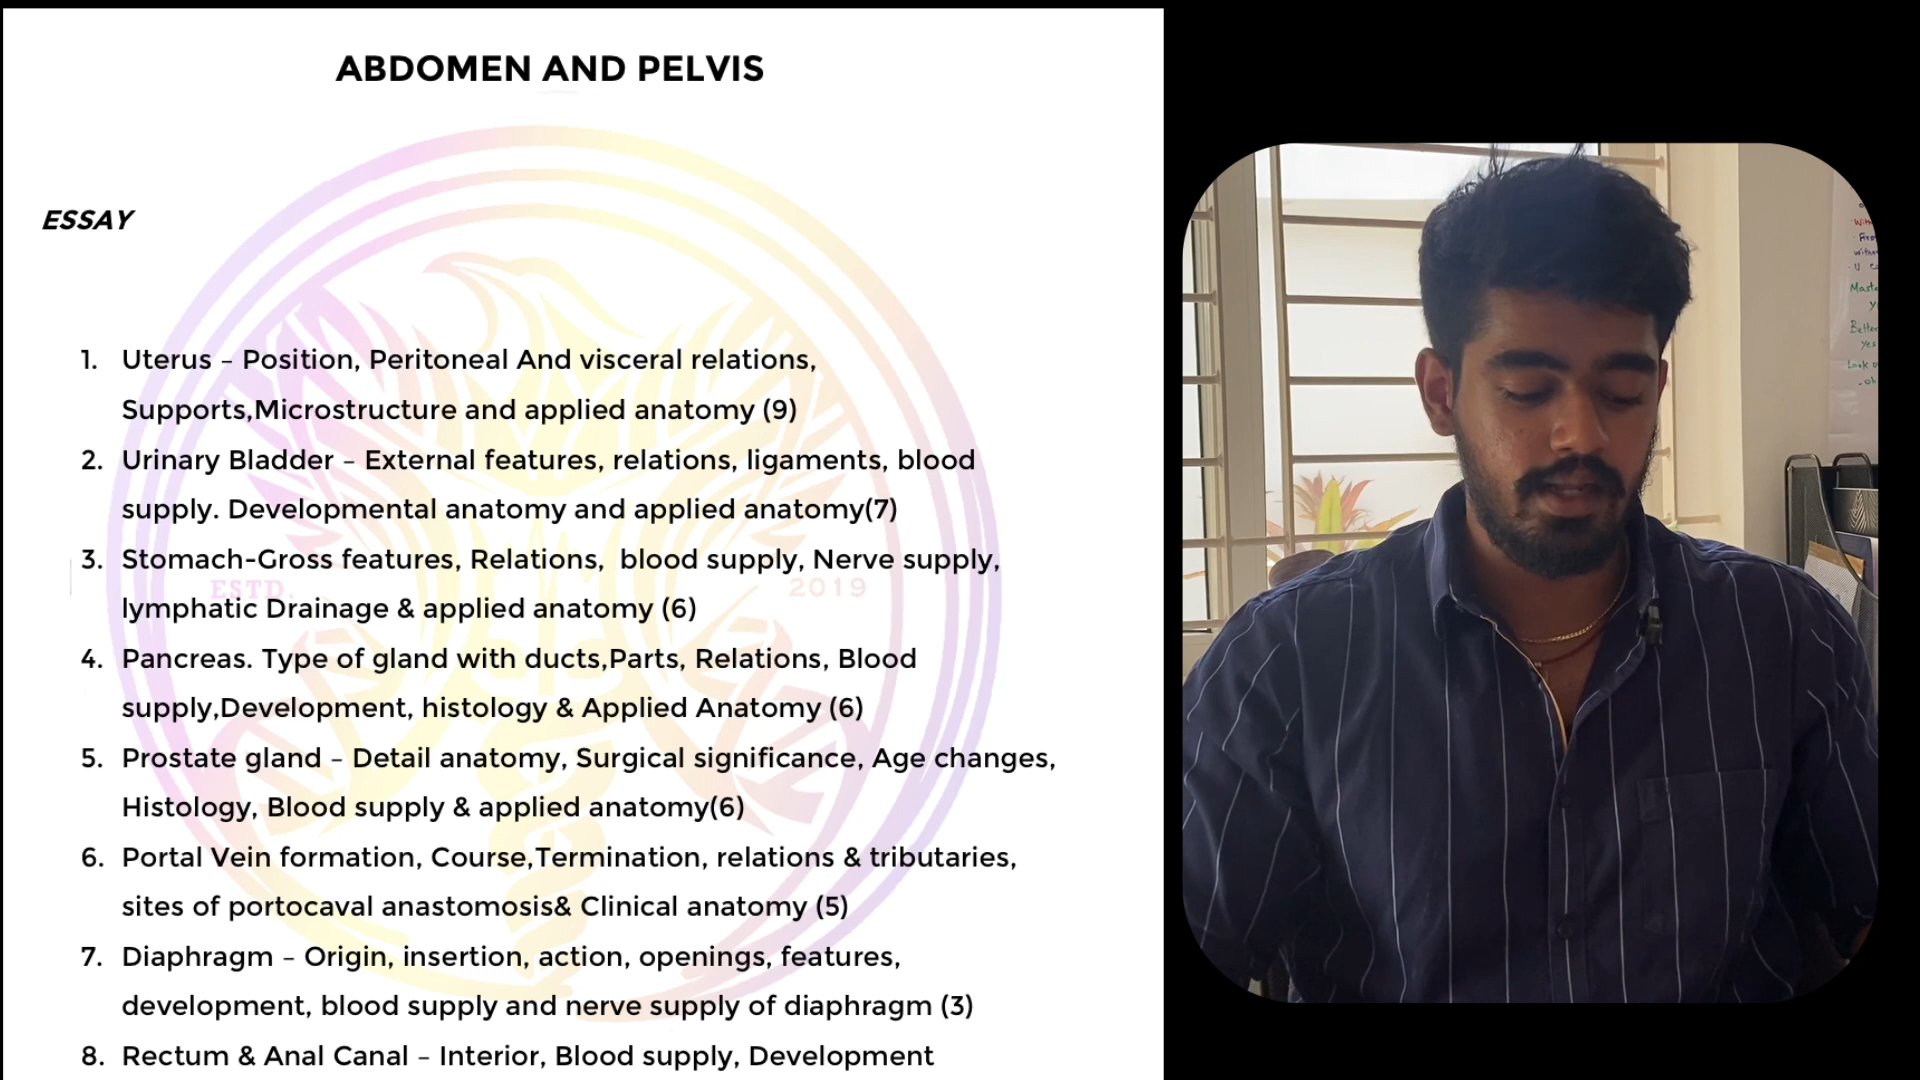 ABDOMEN AND PELVIS
ESSAY
1. Uterus – Position, Peritoneal And visceral relations,
Supports,Microstructure and applied anatomy (9)
2. Urinary Bladder – External features, relations, ligaments, blood
supply. Developmental anatomy and applied anatomy(7)
3. Stomach-Gross features, Relations, blood supply, Nerve supply,
lymphatic Drainage & applied anatomy (6)
ESTD. 2019
4. Pancreas. Type of gland with ducts,Parts, Relations, Blood
supply,Development, histology & Applied Anatomy (6)
5. Prostate gland – Detail anatomy, Surgical significance, Age changes,
Histology, Blood supply & applied anatomy(6)
6. Portal Vein formation, Course,Termination, relations & tributaries,
sites of portocaval anastomosis& Clinical anatomy (5)
7. Diaphragm – Origin, insertion, action, openings, features,
development, blood supply and nerve supply of diaphragm (3)
8. Rectum & Anal Canal – Interior, Blood supply, Development